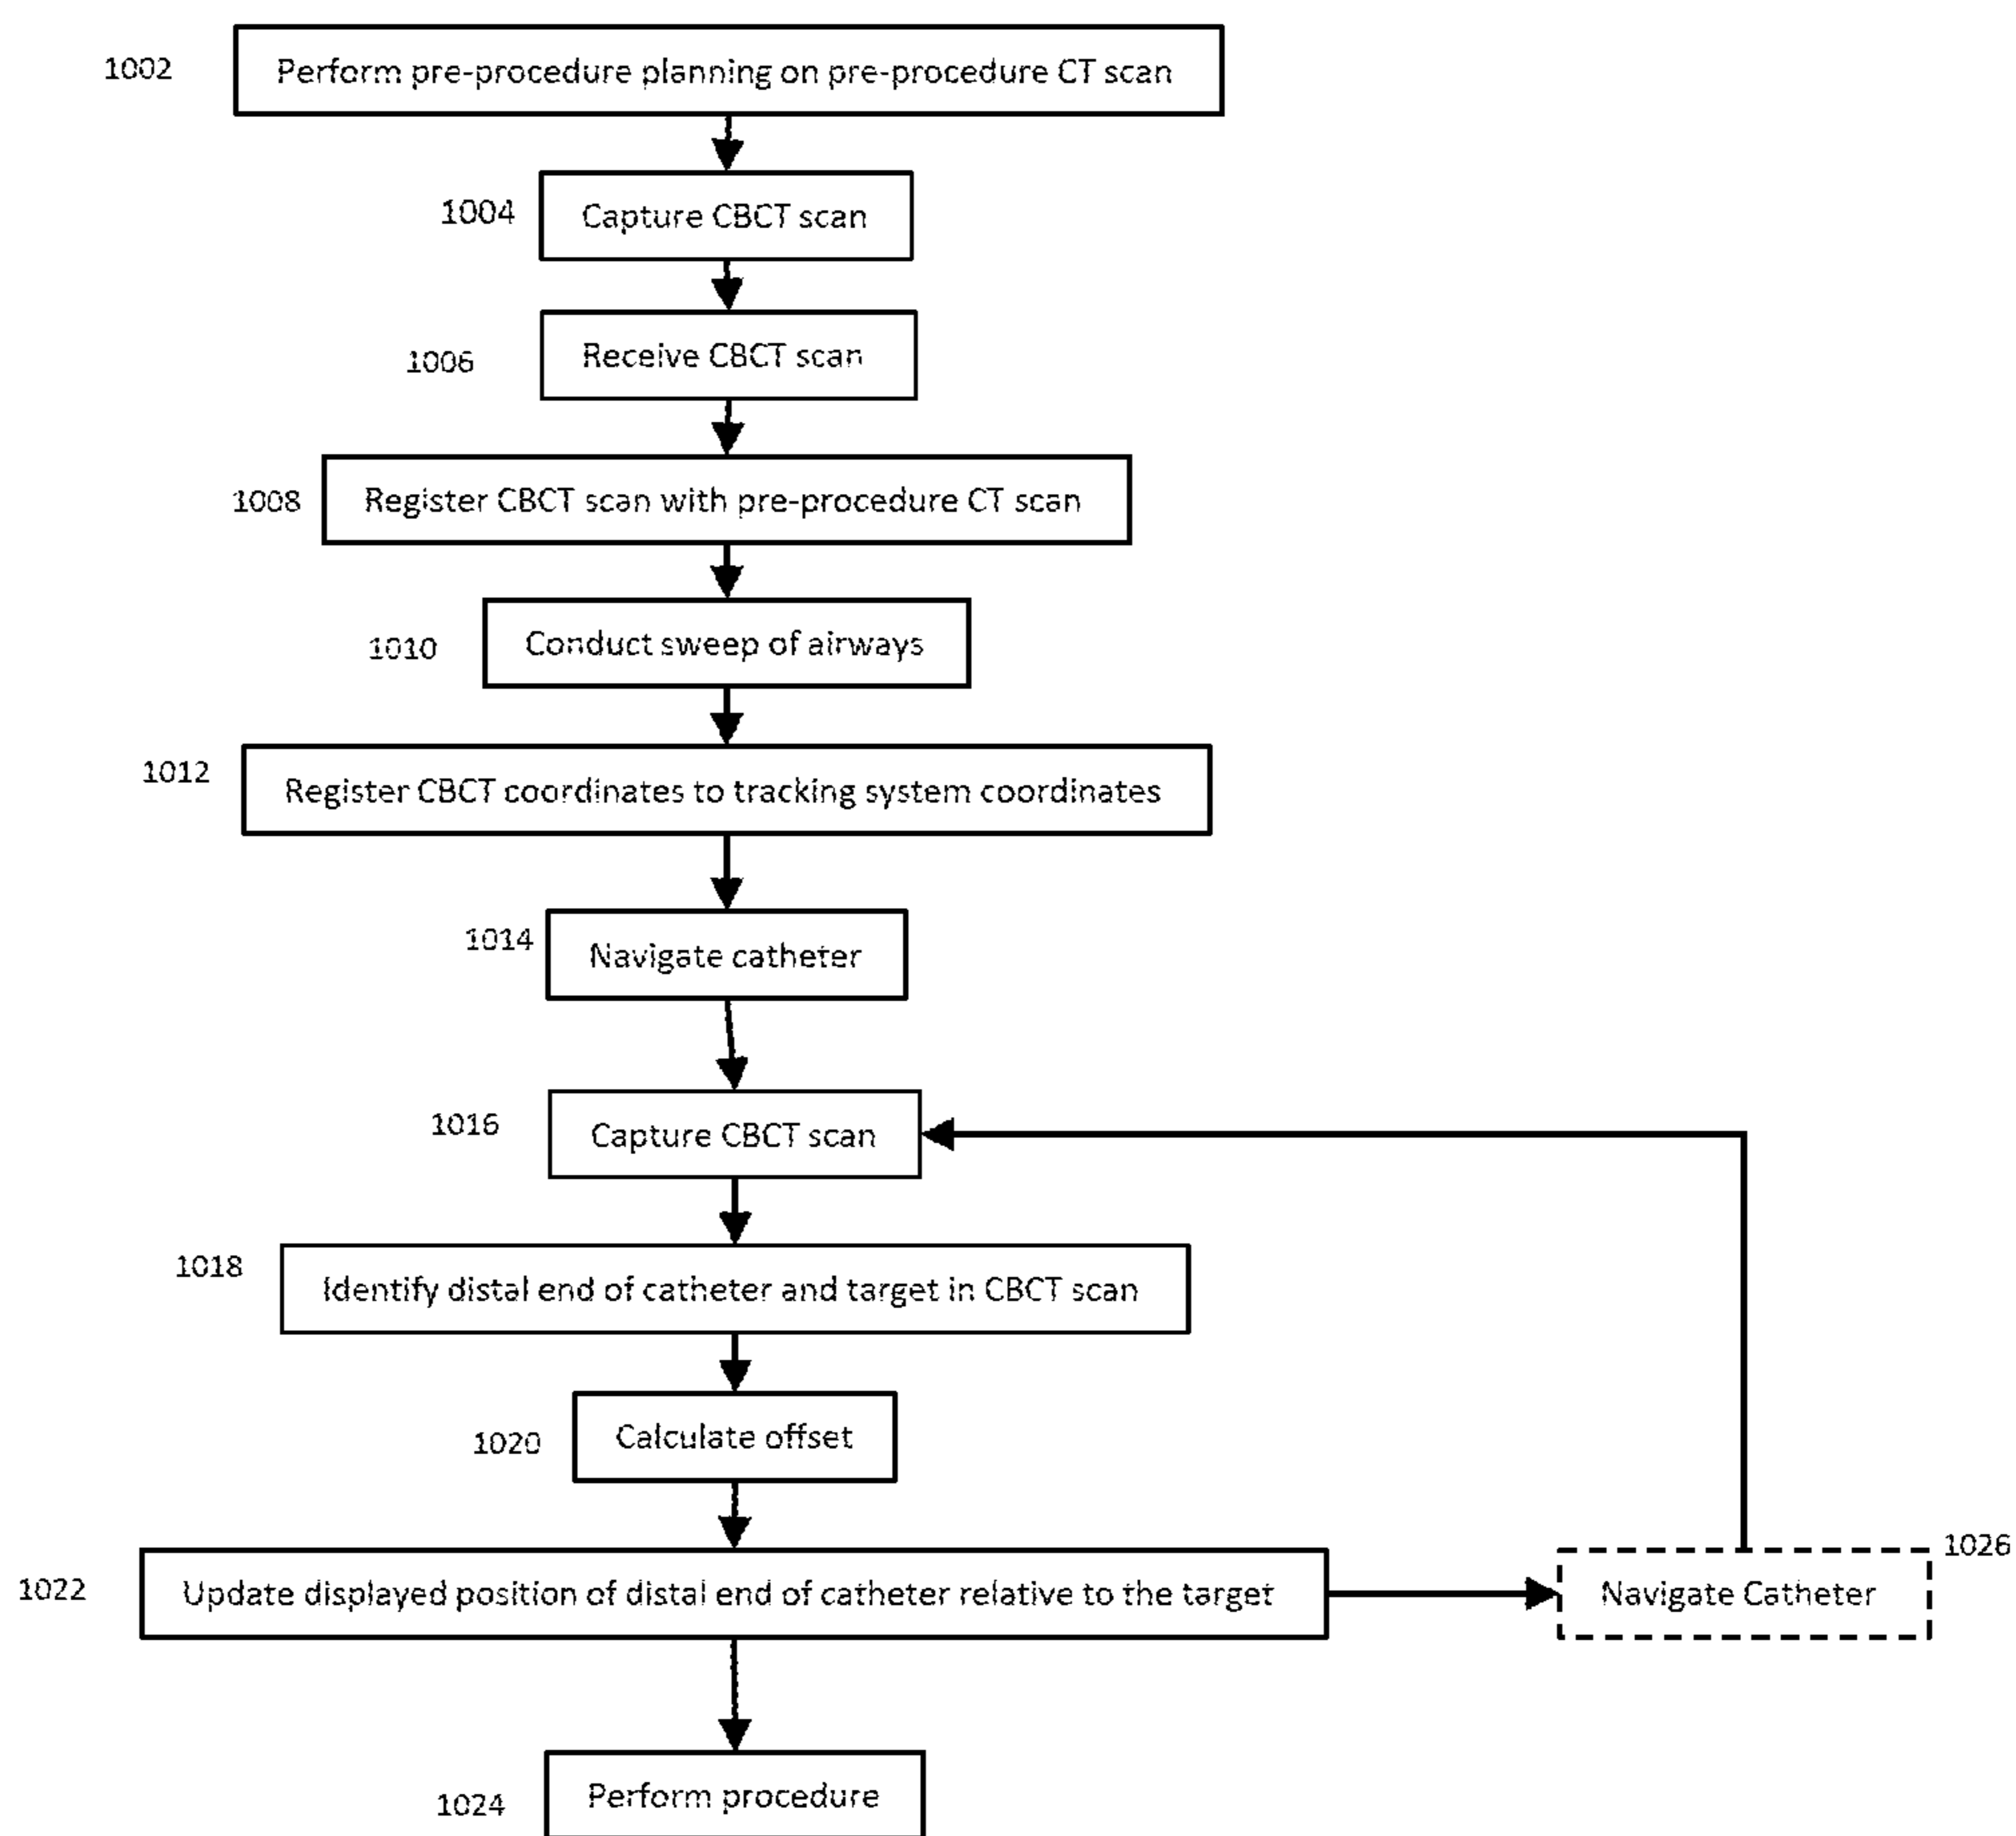 1002
Perform pre-procedure planning on pre-procedure CT scan
1004
Capture CBCT scan
1006
Receive CBCT scan
1008
Register CBCT scan with pre-procedure CT scan
1010
Conduct sweep of airways
1012
Register CBCT coordinates to tracking system coordinates
1014
Navigate catheter
1016
Capture CBCT scan
1018
Identify distal end of catheter and target in CBCT scan
1020
Calculate offset
1022
Update displayed position of distal end of catheter relative to the target
1026
Navigate Catheter
1024
Perform procedure